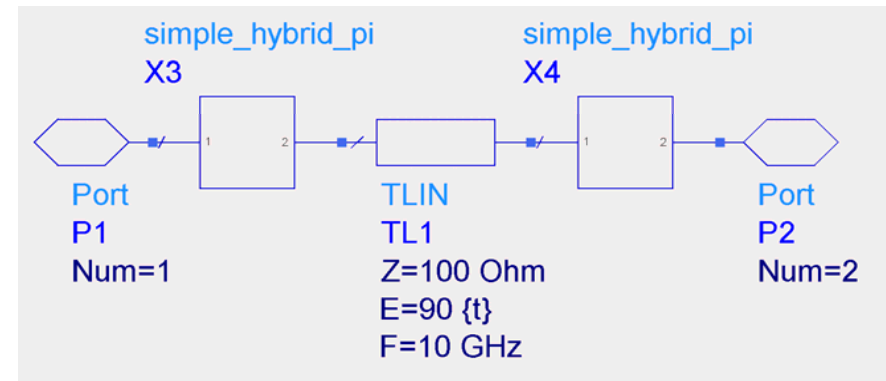 simple_hybrid_pi
X3
simple_hybrid_pi
X4
1
2
1
2
Port
P1
Num=1
TLIN
TL1
Z=100 Ohm
E=90 {t}
F=10 GHz
Port
P2
Num=2